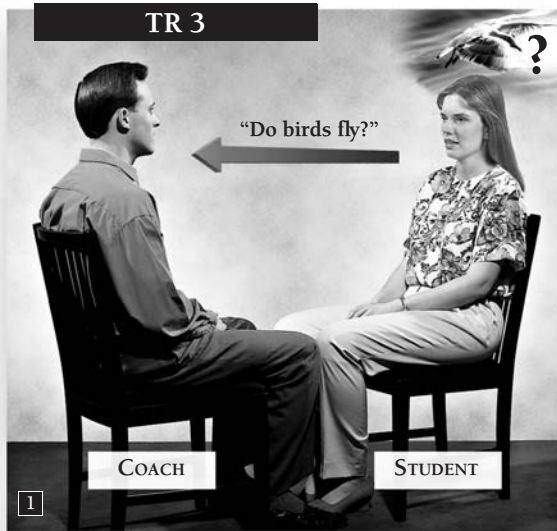 TR 3
?
“Do birds fly?”
COACH
STUDENT
1